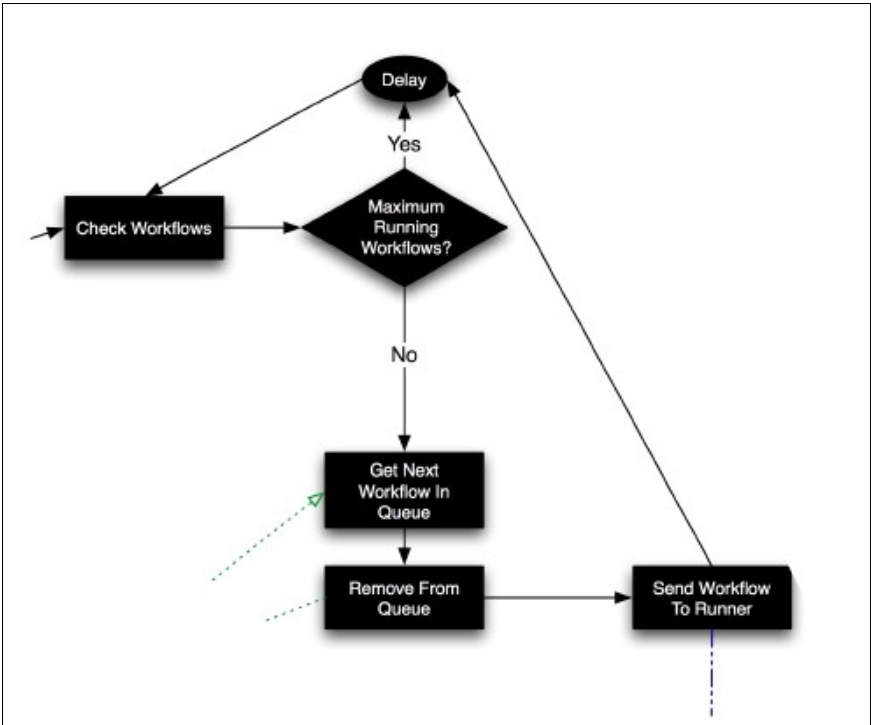 Delay
Yes
Check Workflows
Maximum
Running
Workflows?
No
Get Next
Workflow In
Queue
Remove From
Queue
Send Workflow
To Runner